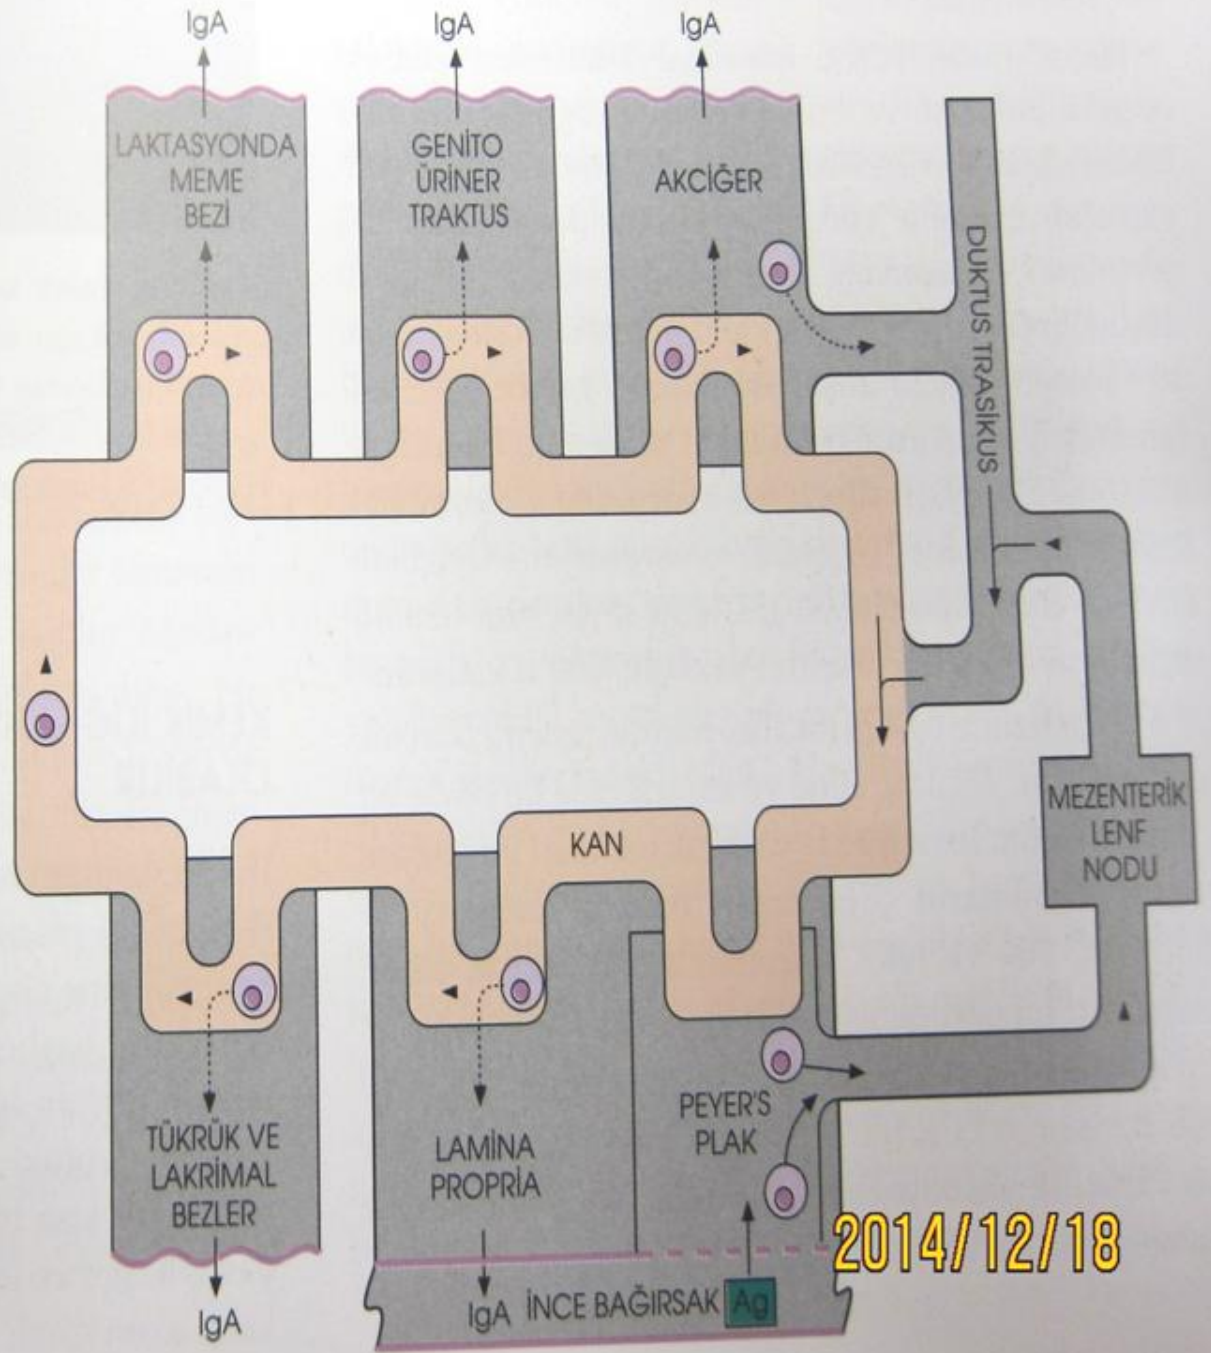 IgA
IgA
IgA
LAKTASYONDA
MEME
BEZİ
GENİTO
ÜRİNER
TRAKTUS
AKCİĞER
DUKTUS TRASİKUS
MEZENTERİK
LENF
NODU
KAN
TÜKRÜK VE
LAKRİMAL
BEZLER
LAMİNA
PROPRİA
PEYER'S
PLAK
2014/12/18
IgA
IgA
İNCE BAĞIRSAK
Ag